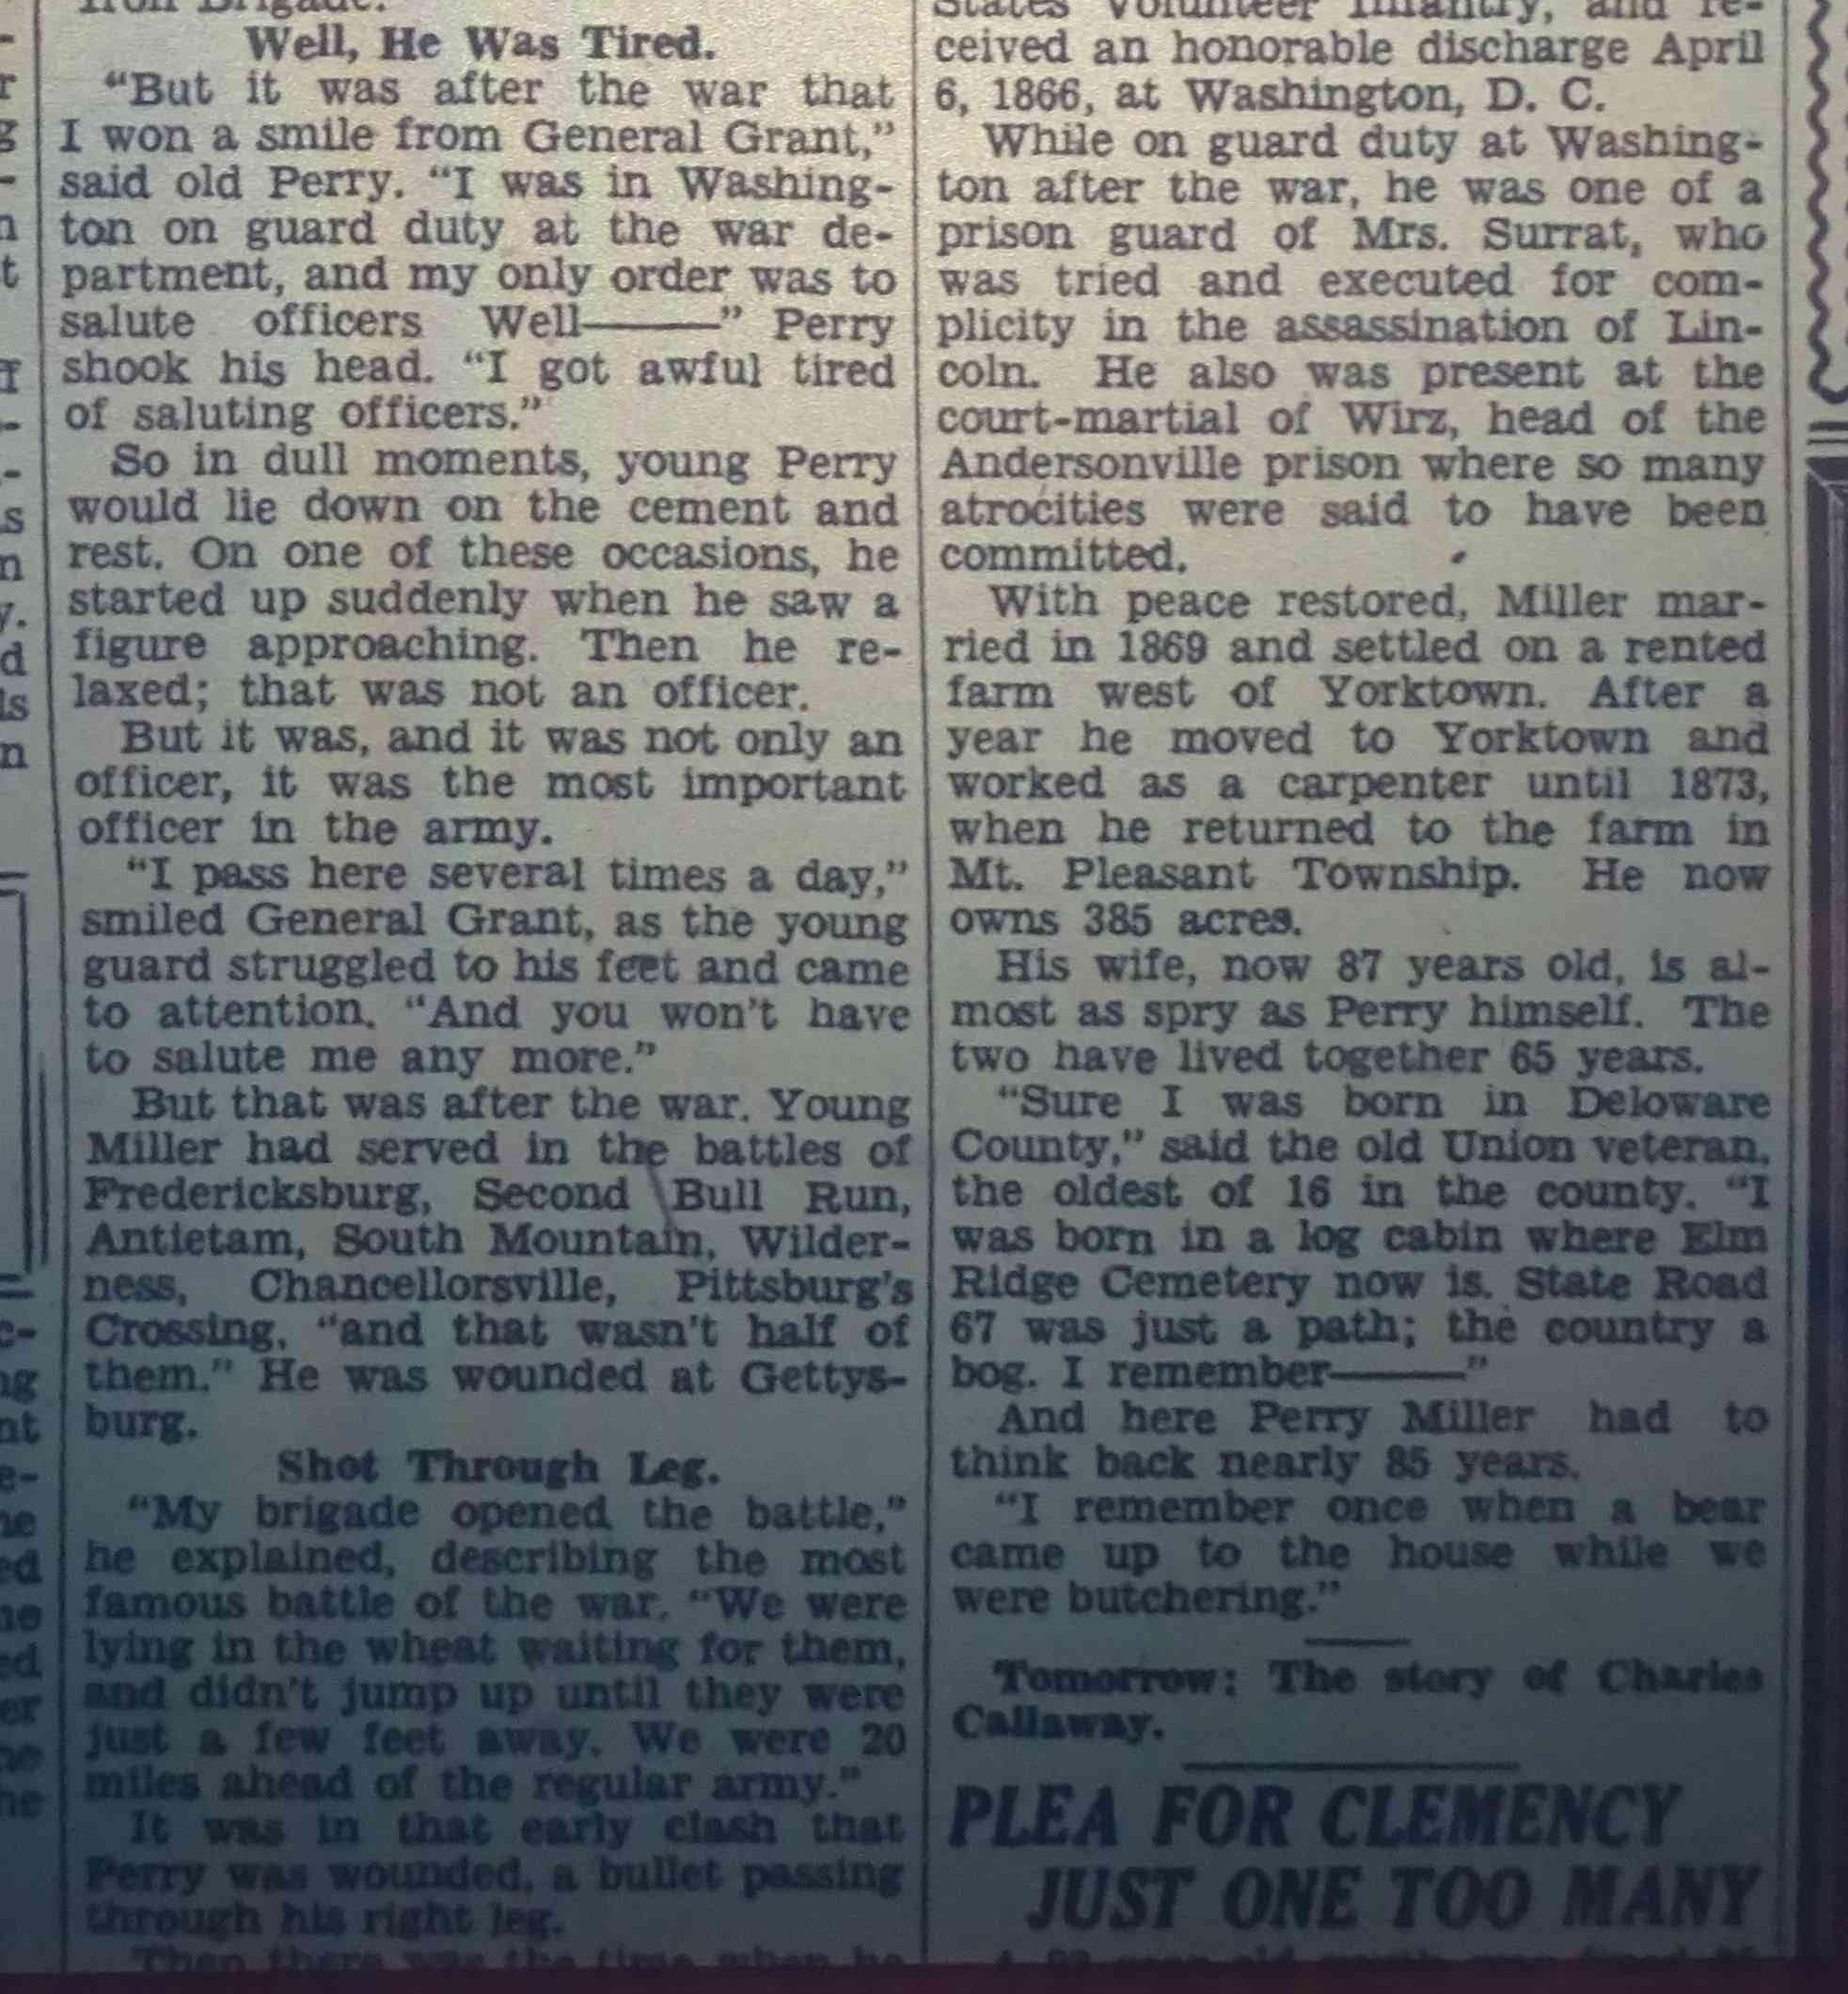 Iron Brigade.
Well, He Was Tired.
"But it was after the war that
I won a smile from General Grant,"
said old Perry. "I was in Washing-
ton on guard duty at the war de-
partment, and my only order was to
salute officers Well———" Perry
shook his head. "I got awful tired
of saluting officers."
So in dull moments, young Perry
would lie down on the cement and
rest. On one of these occasions, he
started up suddenly when he saw a
figure approaching. Then he re-
laxed; that was not an officer.
But it was, and it was not only an
officer, it was the most important
officer in the army.
"I pass here several times a day,"
smiled General Grant, as the young
guard struggled to his feet and came
to attention. "And you won't have
to salute me any more."
But that was after the war. Young
Miller had served in the battles of
Fredericksburg, Second Bull Run,
Antietam, South Mountain, Wilder-
ness, Chancellorsville, Pittsburg's
Crossing, "and that wasn't half of
them." He was wounded at Gettys-
burg.
Shot Through Leg.
"My brigade opened the battle,"
he explained, describing the most
famous battle of the war. "We were
lying in the wheat waiting for them,
and didn't jump up until they were
just a few feet away. We were 20
miles ahead of the regular army."
It was in that early clash that
Perry was wounded, a bullet passing
through his right leg.
Then there was the time when he
States Volunteer Infantry, and re-
ceived an honorable discharge April
6, 1866, at Washington, D. C.
While on guard duty at Washing-
ton after the war, he was one of a
prison guard of Mrs. Surrat, who
was tried and executed for com-
plicity in the assassination of Lin-
coln. He also was present at the
court-martial of Wirz, head of the
Andersonville prison where so many
atrocities were said to have been
committed.
With peace restored, Miller mar-
ried in 1869 and settled on a rented
farm west of Yorktown. After a
year he moved to Yorktown and
worked as a carpenter until 1873,
when he returned to the farm in
Mt. Pleasant Township. He now
owns 385 acres.
His wife, now 87 years old, is al-
most as spry as Perry himself. The
two have lived together 65 years.
"Sure I was born in Deloware
County," said the old Union veteran,
the oldest of 16 in the county. "I
was born in a log cabin where Elm
Ridge Cemetery now is. State Road
67 was just a path; the country a
bog. I remember———"
And here Perry Miller had to
think back nearly 85 years.
"I remember once when a bear
came up to the house while we
were butchering."
Tomorrow: The story of Charles
Callaway.
PLEA FOR CLEMENCY
JUST ONE TOO MANY